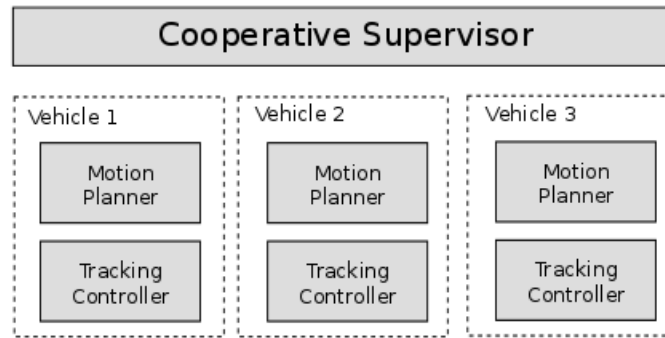 Cooperative Supervisor
Vehicle 1
Motion
Planner
Tracking
Controller
Vehicle 2
Motion
Planner
Tracking
Controller
Vehicle 3
Motion
Planner
Tracking
Controller